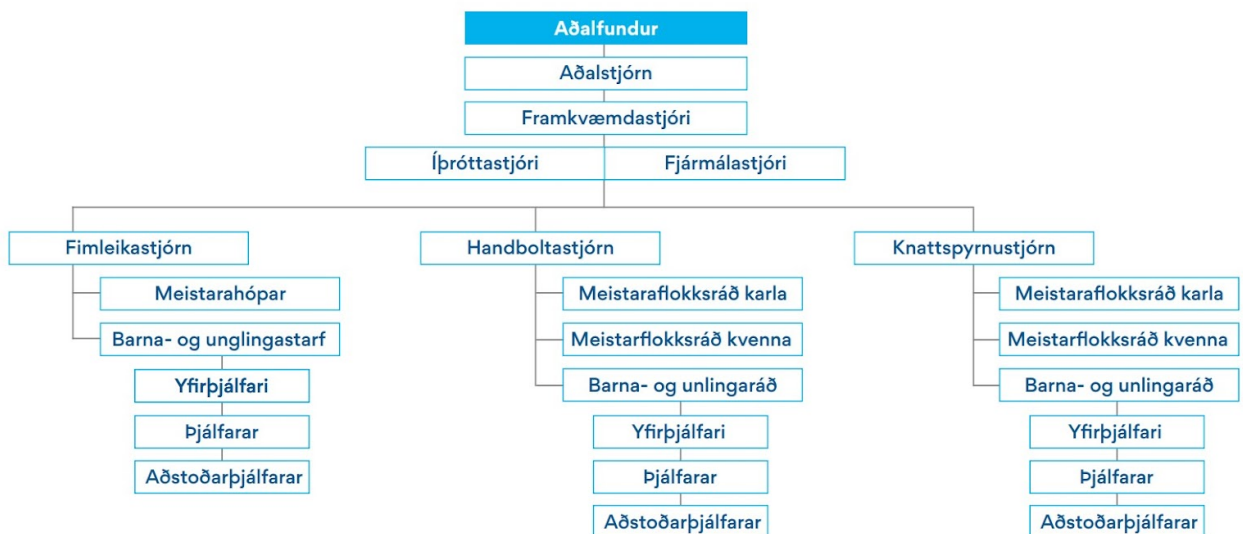 Aðalfundur
Aðalstjórn
Framkvæmdastjóri
Íþróttastjóri
Fjármálastjóri
Fimleikastjórn
Meistarahópar
Barna- og unglingastarf
Yfirþjálfari
Þjálfarar
Aðstoðarþjálfarar
Handboltastjórn
Meistaraflokksráð karla
Meistarflokksráð kvenna
Barna- og unlingaráð
Yfirþjálfari
Þjálfarar
Aðstoðarþjálfarar
Knattspyrnustjórn
Meistaraflokksráð karla
Meistarflokksráð kvenna
Barna- og unlingaráð
Yfirþjálfari
Þjálfarar
Aðstoðarþjálfarar